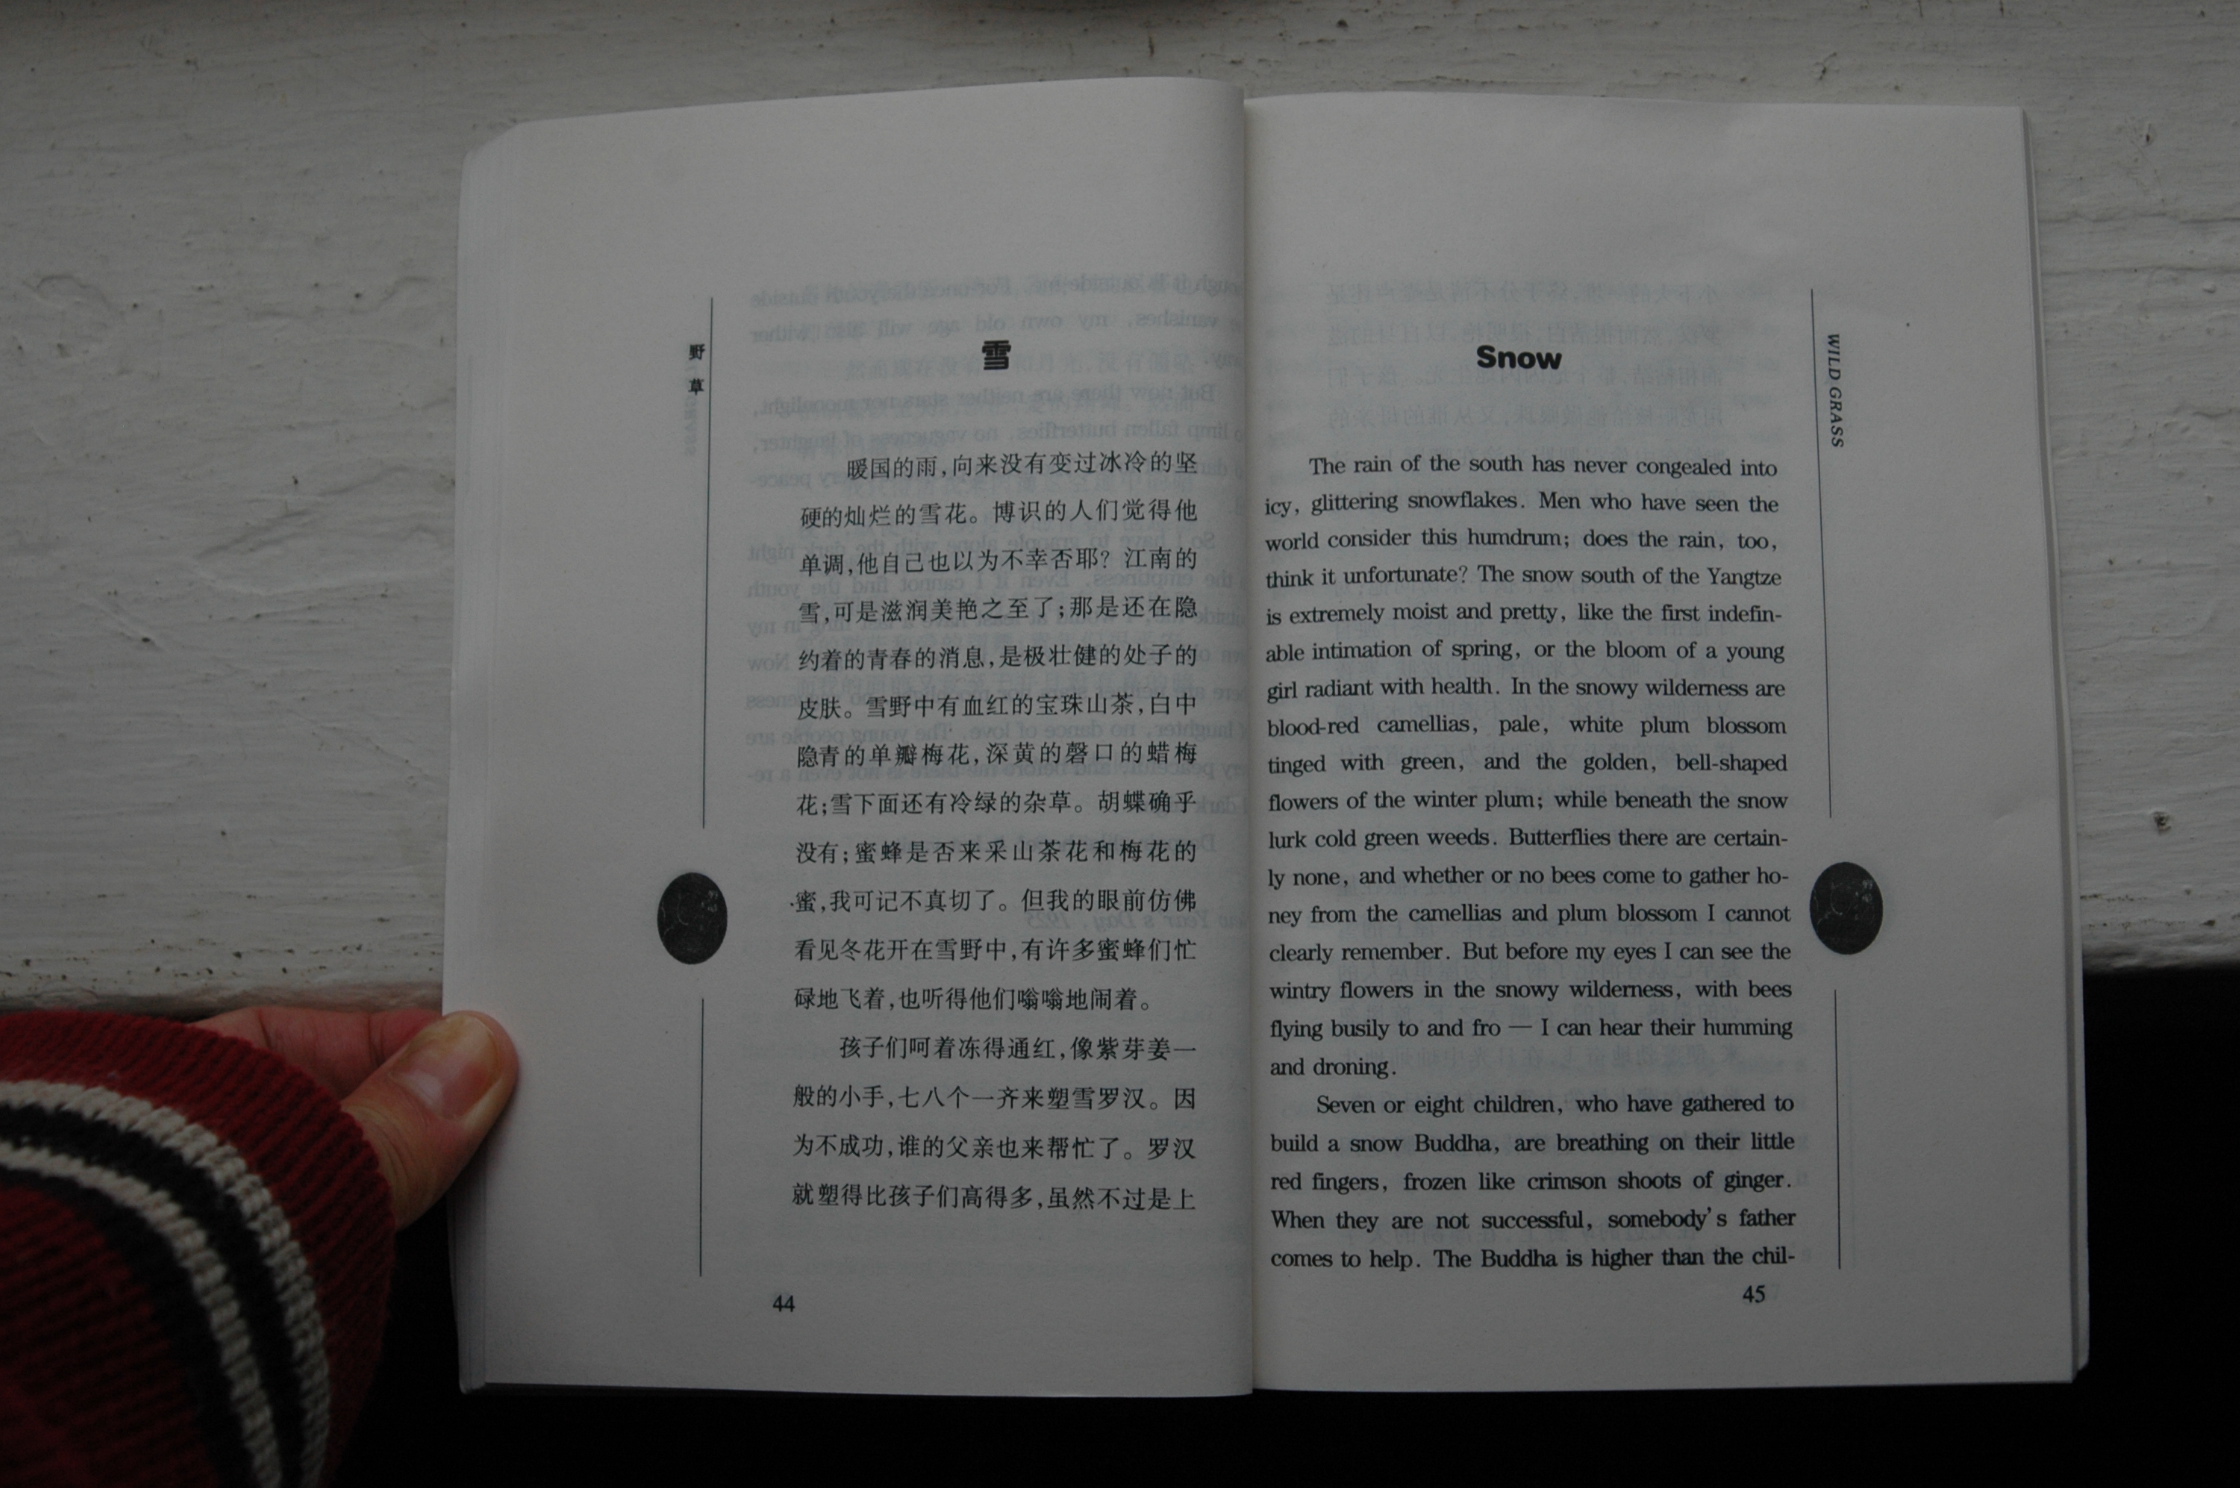 野草
雪
暖国的雨,向来没有变过冰冷的坚
硬的灿烂的雪花。博识的人们觉得他
单调,他自己也以为不幸否耶？江南的
雪,可是滋润美艳之至了;那是还在隐
约着的青春的消息,是极壮健的处子的
皮肤。雪野中有血红的宝珠山茶,白中
隐青的单瓣梅花,深黄的磬口的蜡梅
花;雪下面还有冷绿的杂草。胡蝶确乎
没有;蜜蜂是否来采山茶花和梅花的
蜜,我可记不真切了。但我的眼前仿佛
看见冬花开在雪野中,有许多蜜蜂们忙
碌地飞着,也听得他们嗡嗡地闹着。
孩子们呵着冻得通红,像紫芽姜一
般的小手,七八个一齐来塑雪罗汉。因
为不成功,谁的父亲也来帮忙了。罗汉
就塑得比孩子们高得多,虽然不过是上
44
WILD GRASS
Snow
The rain of the south has never congealed into
icy, glittering snowflakes. Men who have seen the
world consider this humdrum; does the rain, too,
think it unfortunate? The snow south of the Yangtze
is extremely moist and pretty, like the first indefin-
able intimation of spring, or the bloom of a young
girl radiant with health. In the snowy wilderness are
blood-red camellias, pale, white plum blossom
tinged with green, and the golden, bell-shaped
flowers of the winter plum; while beneath the snow
lurk cold green weeds. Butterflies there are certain-
ly none, and whether or no bees come to gather ho-
ney from the camellias and plum blossom I cannot
clearly remember. But before my eyes I can see the
wintry flowers in the snowy wilderness, with bees
flying busily to and fro — I can hear their humming
and droning.
Seven or eight children, who have gathered to
build a snow Buddha, are breathing on their little
red fingers, frozen like crimson shoots of ginger.
When they are not successful, somebody's father
comes to help. The Buddha is higher than the chil-
45